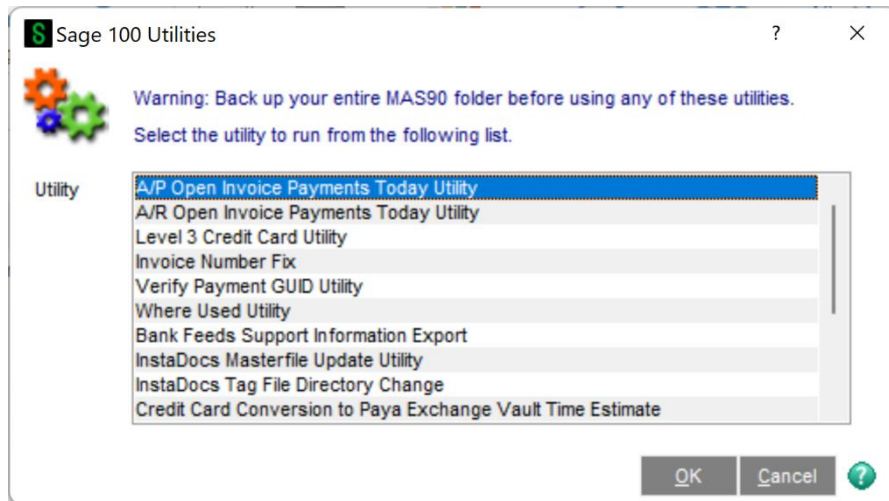 S Sage 100 Utilities ?
Warning: Back up your entire MAS90 folder before using any of these utilities.
Select the utility to run from the following list.
Utility
A/P Open Invoice Payments Today Utility
A/R Open Invoice Payments Today Utility
Level 3 Credit Card Utility
Invoice Number Fix
Verify Payment GUID Utility
Where Used Utility
Bank Feeds Support Information Export
InstaDocs Masterfile Update Utility
InstaDocs Tag File Directory Change
Credit Card Conversion to Paya Exchange Vault Time Estimate
OK Cancel ?